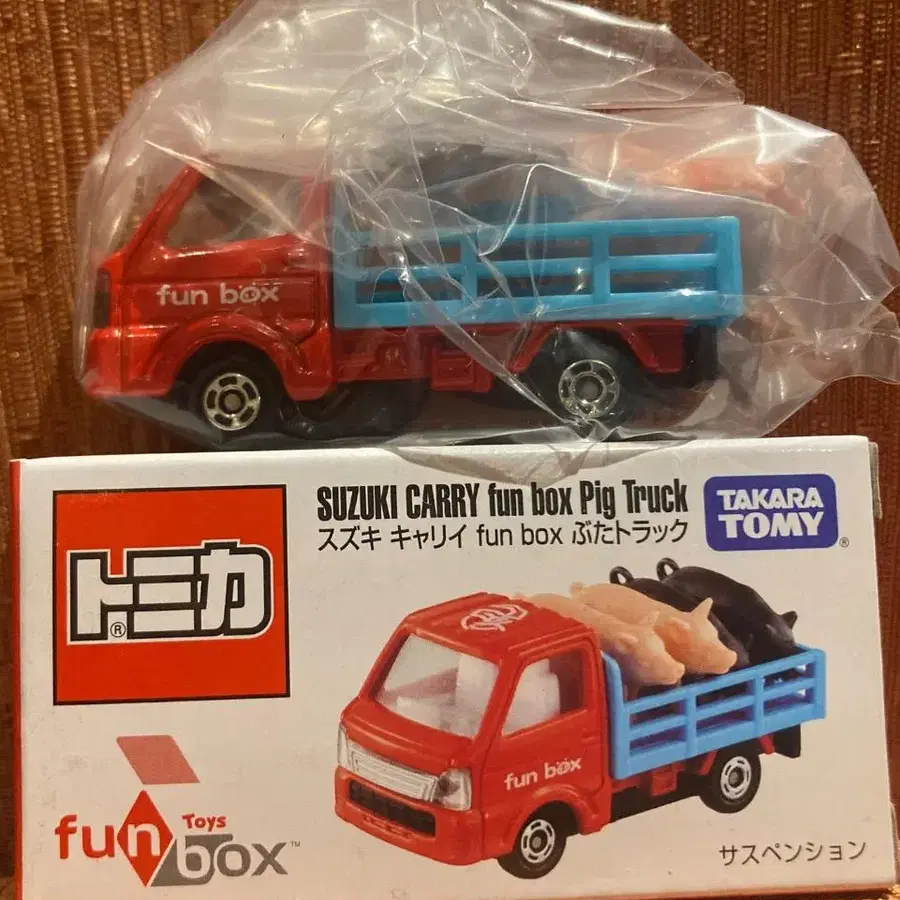 fun box
SUZUKI CARRY fun box Pig Truck
スズキ キャリイ fun box ぶたトラック
TAKARA
TOMY
®
トミカ
®
fun box
fun Toys box™
サスペンション